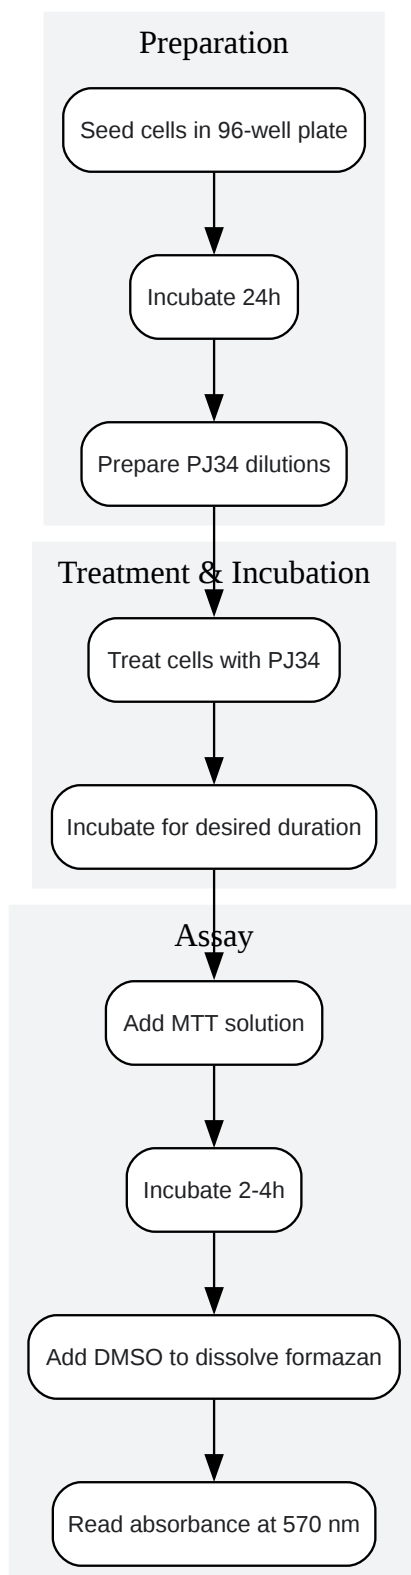 Preparation
Seed cells in 96-well plate
Incubate 24h
Prepare PJ34 dilutions
Treatment & Incubation
Treat cells with PJ34
Incubate for desired duration
Assay
Add MTT solution
Incubate 2-4h
Add DMSO to dissolve formazan
Read absorbance at 570 nm